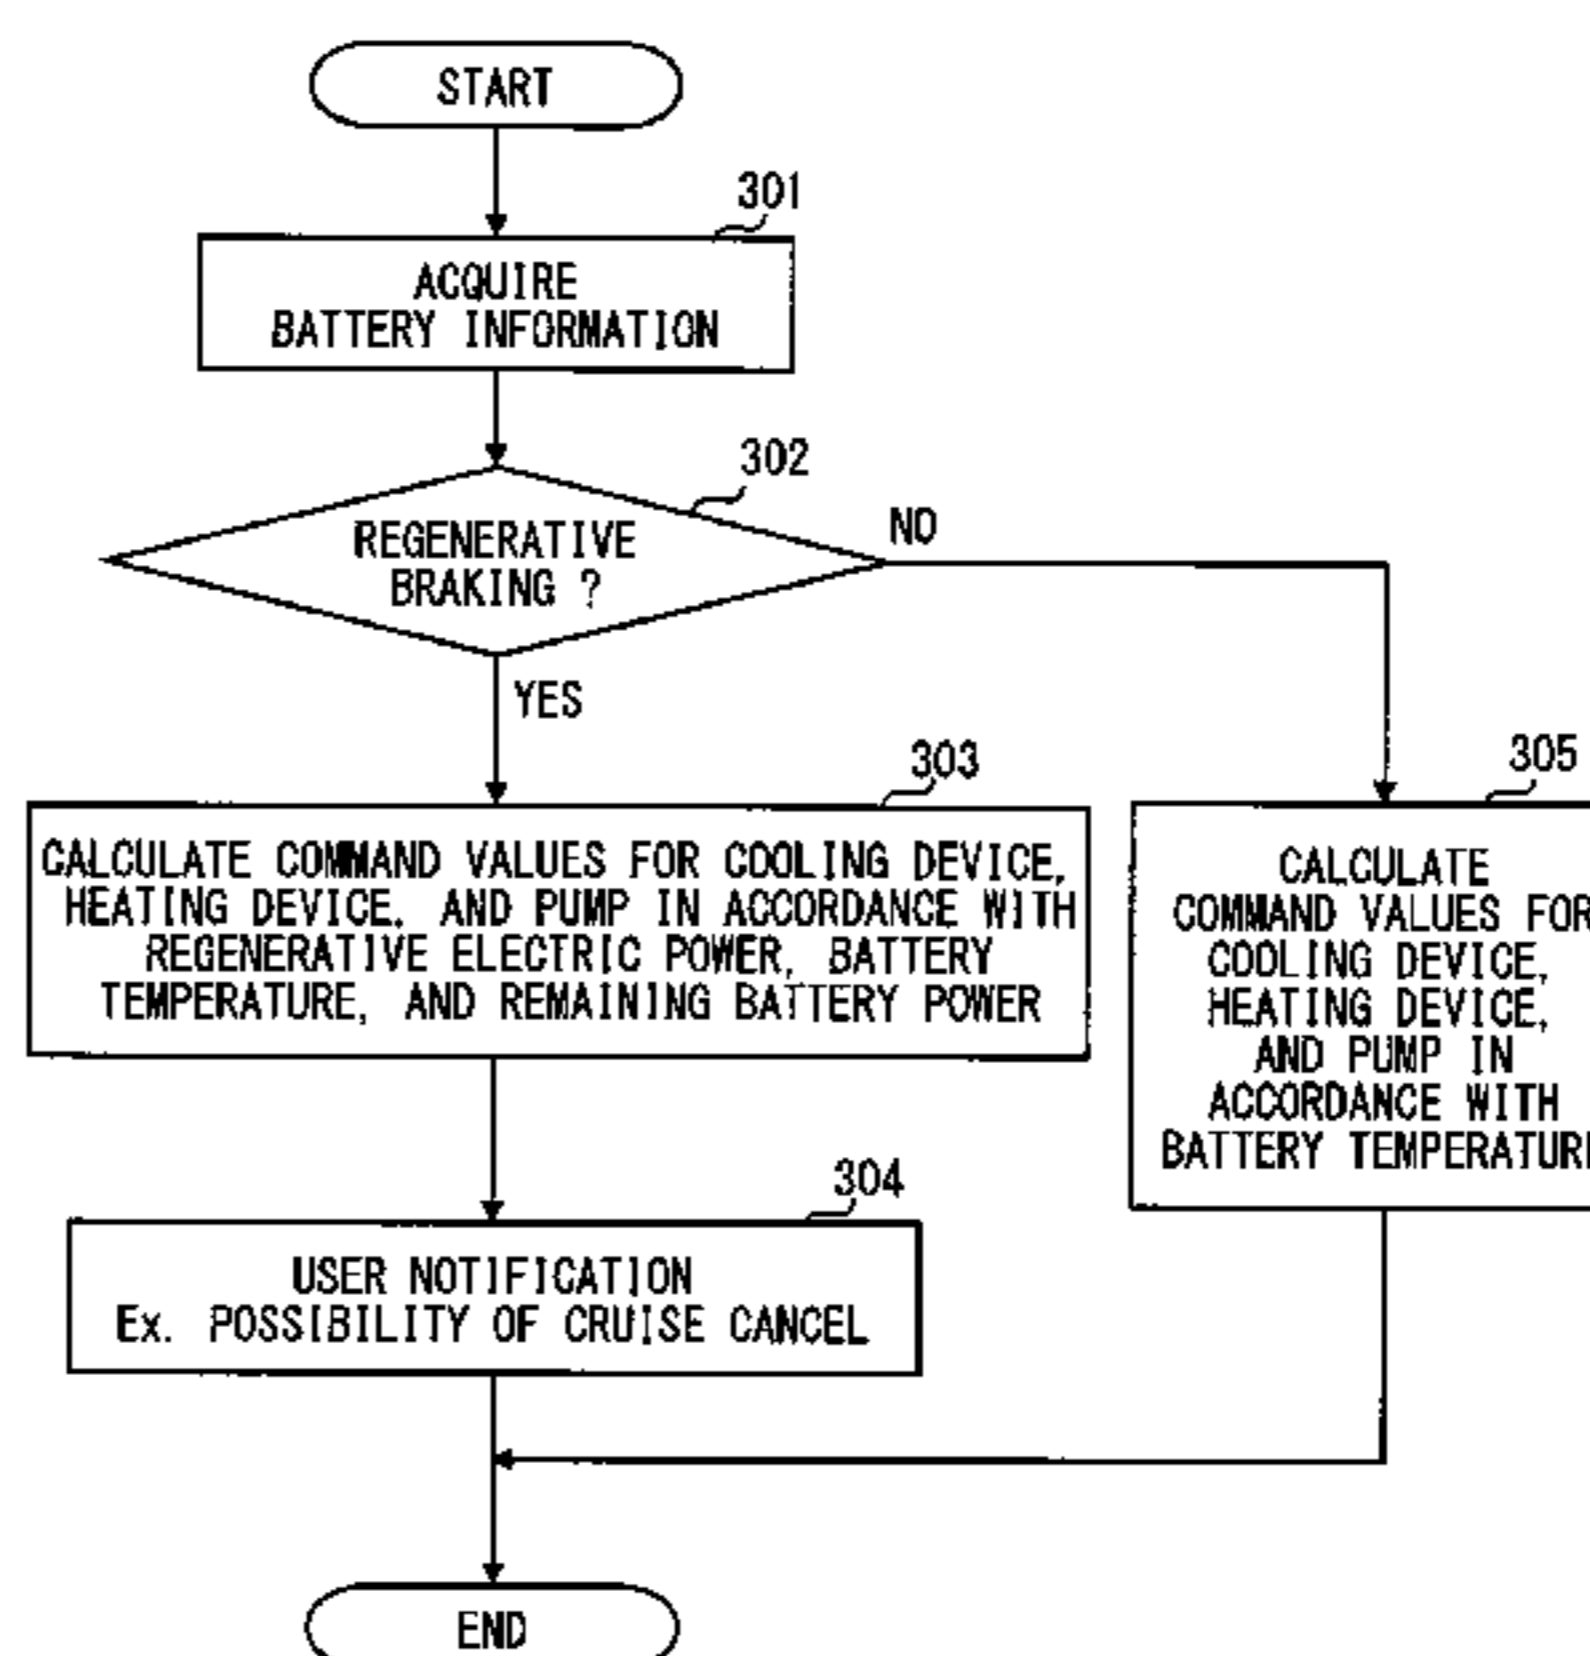 START
301
ACQUIRE
BATTERY INFORMATION
302
REGENERATIVE
BRAKING ?
NO
YES
303
CALCULATE COMMAND VALUES FOR COOLING DEVICE,
HEATING DEVICE, AND PUMP IN ACCORDANCE WITH
REGENERATIVE ELECTRIC POWER, BATTERY
TEMPERATURE, AND REMAINING BATTERY POWER
305
CALCULATE
COMMAND VALUES FOR
COOLING DEVICE,
HEATING DEVICE,
AND PUMP IN
ACCORDANCE WITH
BATTERY TEMPERATURE
304
USER NOTIFICATION
Ex. POSSIBILITY OF CRUISE CANCEL
END